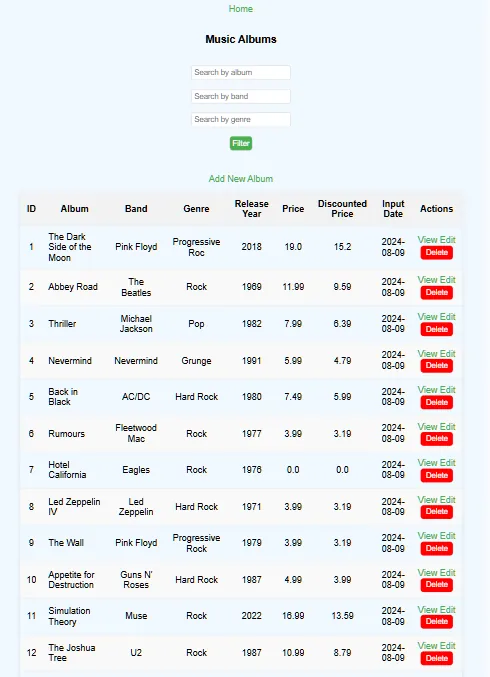 Home
Music Albums
Search by album
Search by band
Search by genre
Filter
Add New Album
ID Album Band Genre Release Year Price Discounted Price Input Date Actions
1 The Dark Side of the Moon Pink Floyd Progressive Roc 2018 19.0 15.2 2024-08-09 View Edit Delete
2 Abbey Road The Beatles Rock 1969 11.99 9.59 2024-08-09 View Edit Delete
3 Thriller Michael Jackson Pop 1982 7.99 6.39 2024-08-09 View Edit Delete
4 Nevermind Nevermind Grunge 1991 5.99 4.79 2024-08-09 View Edit Delete
5 Back in Black AC/DC Hard Rock 1980 7.49 5.99 2024-08-09 View Edit Delete
6 Rumours Fleetwood Mac Rock 1977 3.99 3.19 2024-08-09 View Edit Delete
7 Hotel California Eagles Rock 1976 0.0 0.0 2024-08-09 View Edit Delete
8 Led Zeppelin IV Led Zeppelin Hard Rock 1971 3.99 3.19 2024-08-09 View Edit Delete
9 The Wall Pink Floyd Progressive Rock 1979 3.99 3.19 2024-08-09 View Edit Delete
10 Appetite for Destruction Guns N' Roses Hard Rock 1987 4.99 3.99 2024-08-09 View Edit Delete
11 Simulation Theory Muse Rock 2022 16.99 13.59 2024-08-09 View Edit Delete
12 The Joshua Tree U2 Rock 1987 10.99 8.79 2024-08-09 View Edit Delete